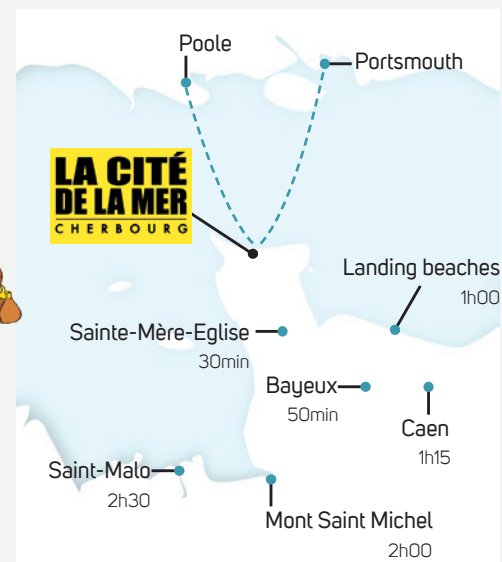 Poole
Portsmouth
LA CITÉ
DE LA MER
CHERBOURG
Landing beaches
1h00
Sainte-Mère-Eglise
30min
Bayeux
50min
Caen
1h15
Saint-Malo
2h30
Mont Saint Michel
2h00